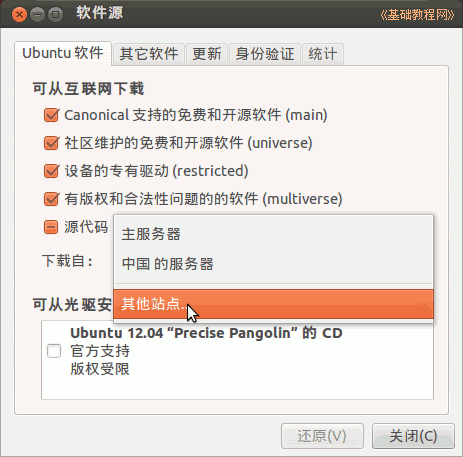 软件源
《基础教程网》
Ubuntu 软件 其它软件 更新 身份验证 统计
可从互联网下载
Canonical 支持的免费和开源软件 (main)
社区维护的免费和开源软件 (universe)
设备的专有驱动 (restricted)
有版权和合法性问题的的软件 (multiverse)
源代码
主服务器
下载自：
中国 的服务器
其他站点...
可从光驱安
Ubuntu 12.04 “Precise Pangolin” 的 CD
官方支持
版权受限
还原(V) 关闭(C)